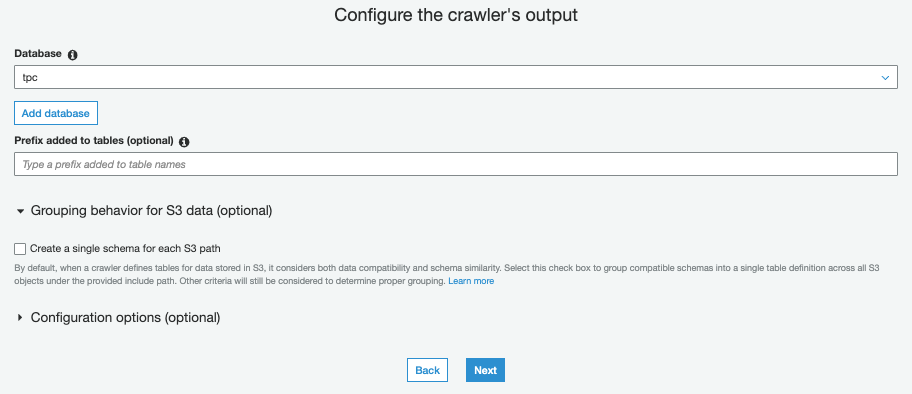 Configure the crawler's output
Database
tpc
Add database
Prefix added to tables (optional)
Type a prefix added to table names
Grouping behavior for S3 data (optional)
Create a single schema for each S3 path
By default, when a crawler defines tables for data stored in S3, it considers both data compatibility and schema similarity. Select this check box to group compatible schemas into a single table definition across all S3
objects under the provided include path. Other criteria will still be considered to determine proper grouping. Learn more
Configuration options (optional)
Back
Next